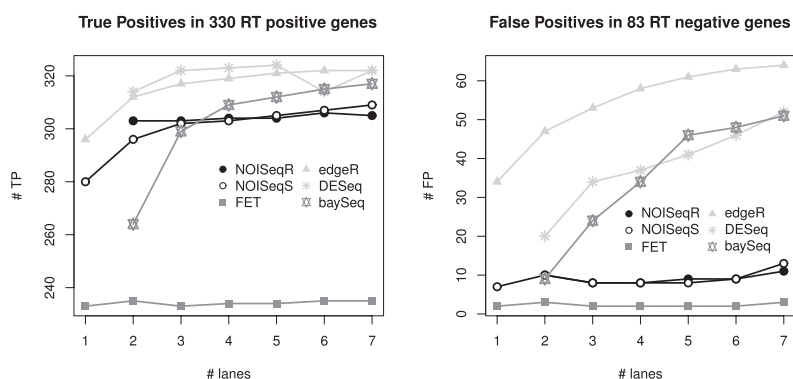 True Positives in 330 RT positive genes
# TP
320
300
280
260
240
NOISeqR
NOISeqS
FET
edgeR
DESeq
baySeq
1 2 3 4 5 6 7
# lanes
False Positives in 83 RT negative genes
# FP
60
50
40
30
20
10
0
NOISeqR
NOISeqS
FET
edgeR
DESeq
baySeq
1 2 3 4 5 6 7
# lanes